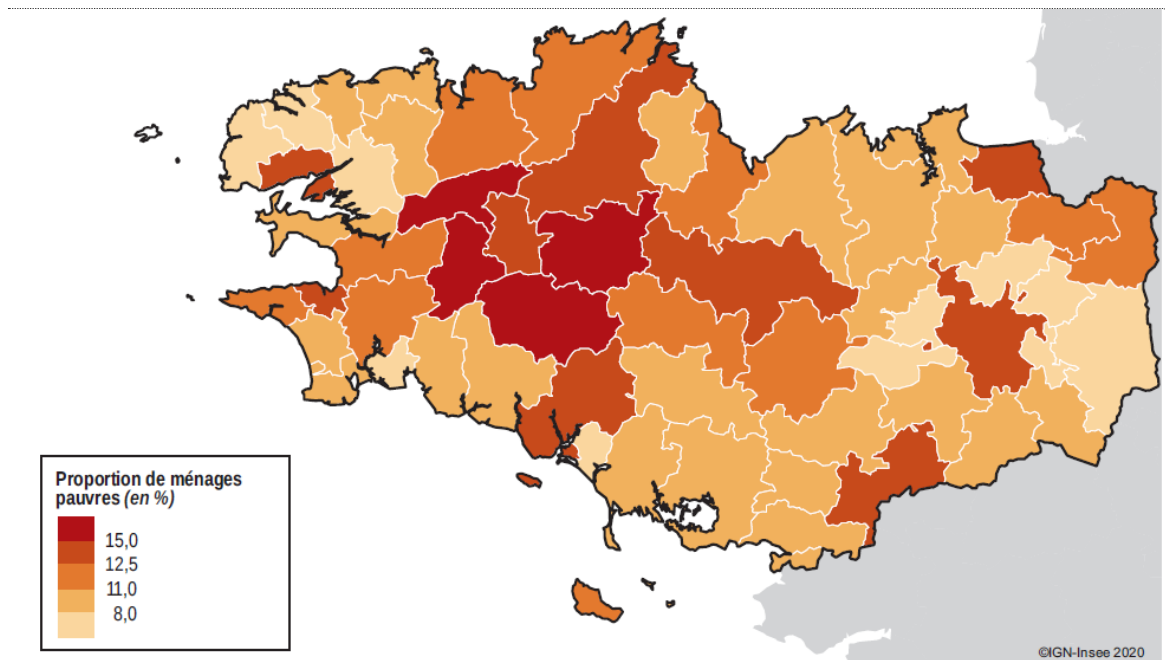 Proportion de ménages
pauvres (en %)
15,0
12,5
11,0
8,0
©IGN-Insee 2020